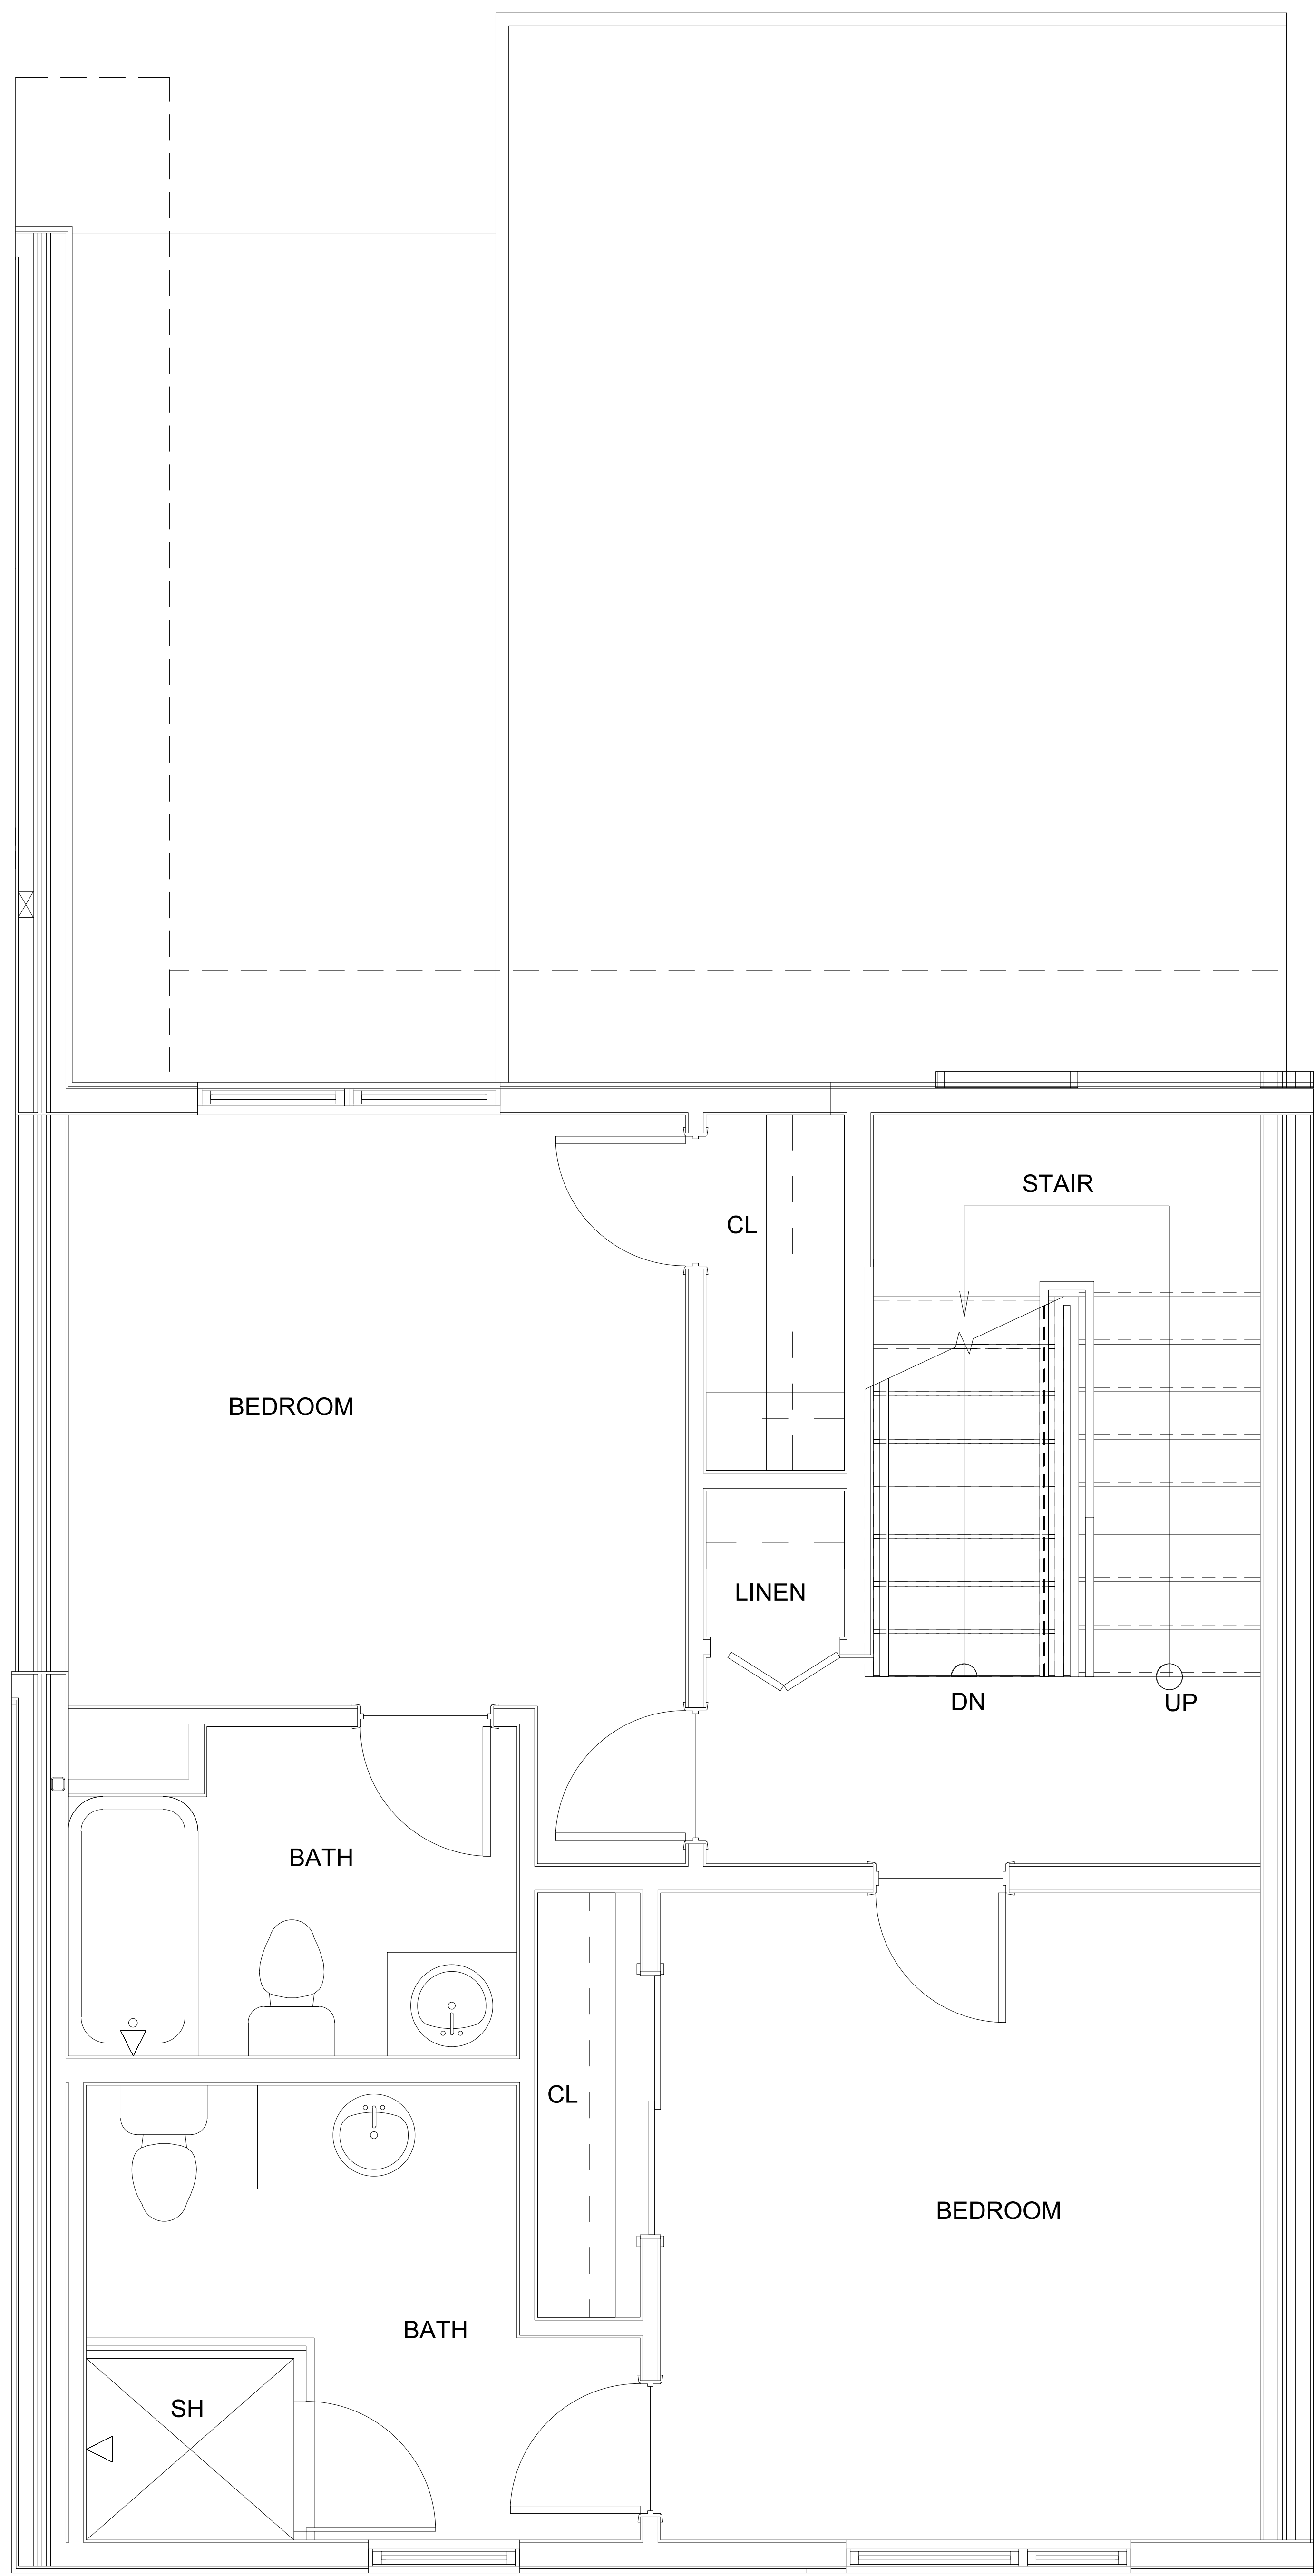 STAIR
CL
BEDROOM
LINEN
DN
UP
BATH
CL
BEDROOM
BATH
SH